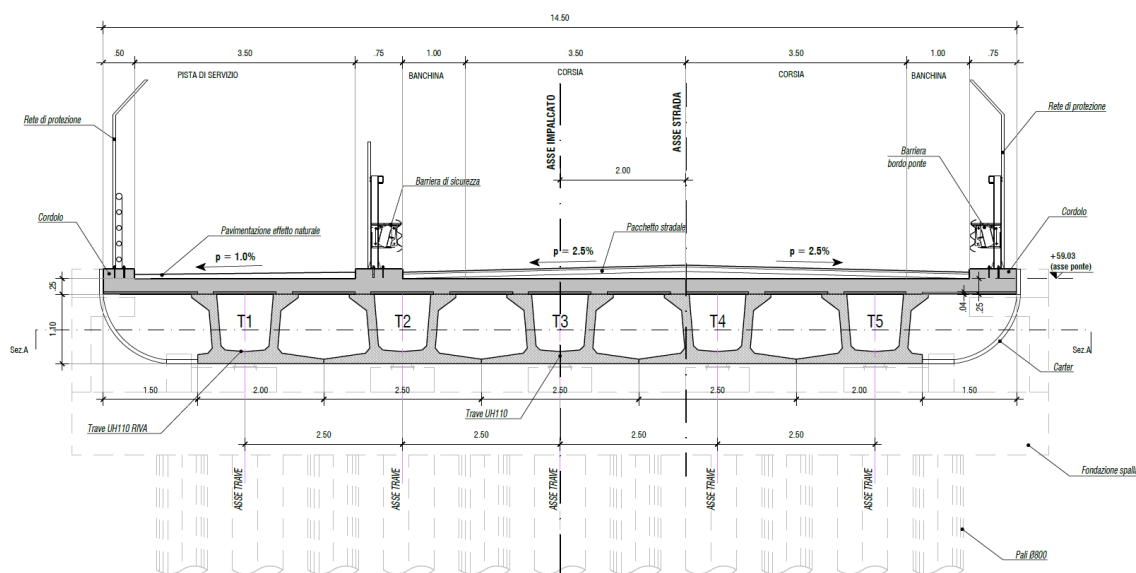 14.50
.50
3.50
.75
1.00
3.50
3.50
1.00
.75
PISTA DI SERVIZIO
BANCHINA
CORSIA
CORSIA
BANCHINA
Rete di protezione
ASSE IMPALCATO
ASSE STRADA
Rete di protezione
Barriera
bordo ponte
2.00
Barriera di sicurezza
Cordolo
Pavimentazione effetto naturale
Pacchetto stradale
Cordolo
p = 1.0%
p = 2.5%
p = 2.5%
+59.03
(asse ponte)
.25
.04
.25
1.10
T1
T2
T3
T4
T5
Sez.A
Sez.A
Carter
1.50
2.00
2.50
2.50
2.50
2.00
1.50
Trave UH110 RIVA
Trave UH110
2.50
2.50
2.50
2.50
Fondazione spalla
ASSE TRAVE
ASSE TRAVE
ASSE TRAVE
ASSE TRAVE
ASSE TRAVE
Pali Ø800